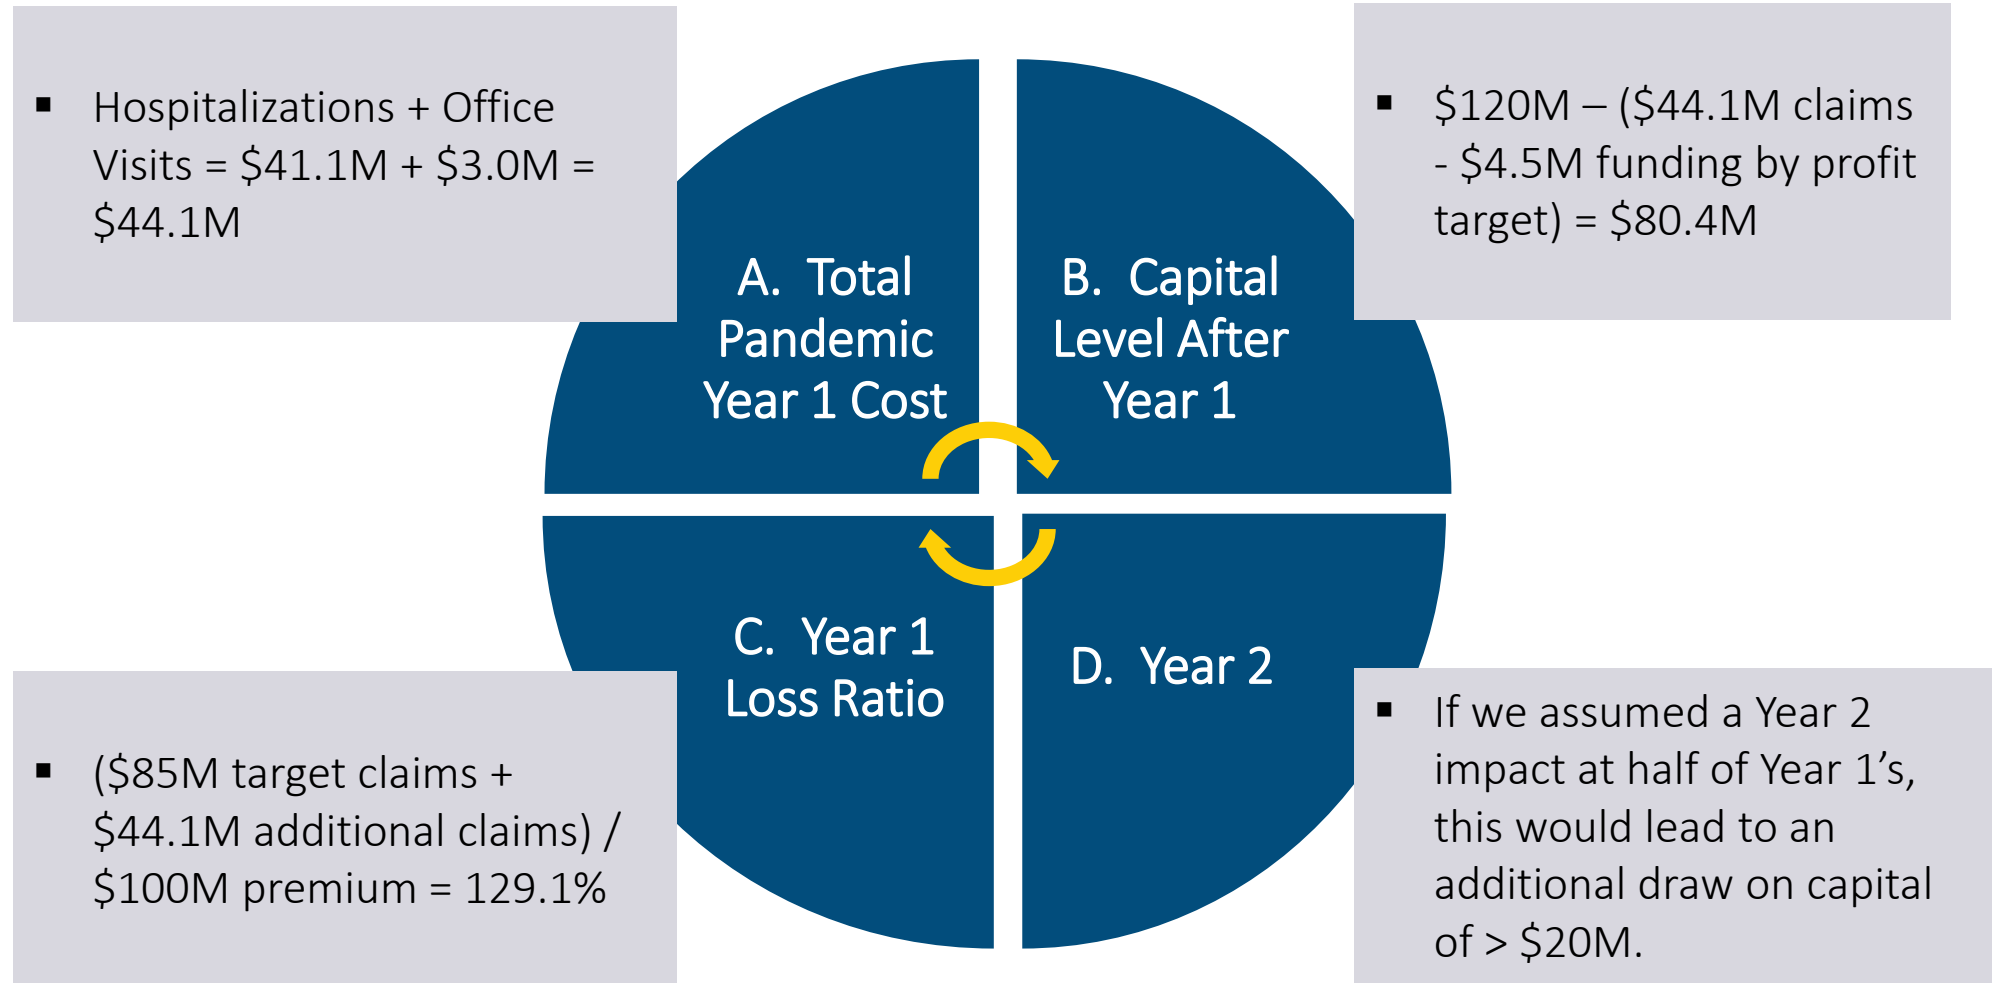 ▪ Hospitalizations + Office
Visits = $41.1M + $3.0M =
$44.1M
A. Total
Pandemic
Year 1 Cost
B. Capital
Level After
Year 1
▪ $120M – ($44.1M claims
- $4.5M funding by profit
target) = $80.4M
▪ ($85M target claims +
$44.1M additional claims) /
$100M premium = 129.1%
C. Year 1
Loss Ratio
D. Year 2
▪ If we assumed a Year 2
impact at half of Year 1’s,
this would lead to an
additional draw on capital
of > $20M.